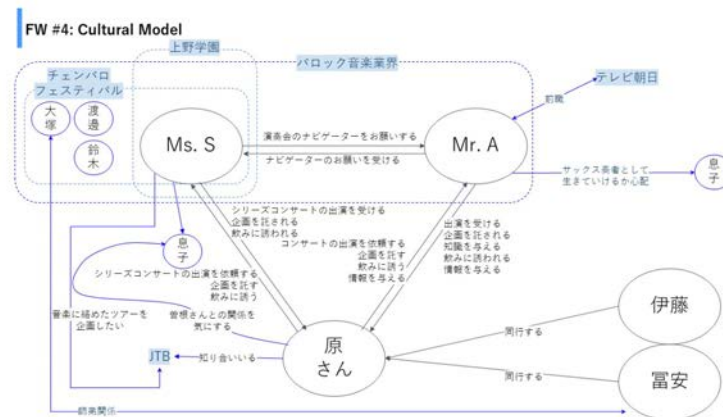 FW #4: Cultural Model
上野学園
バロック音楽業界
チェンバロ
フェスティバル
テレビ朝日
前職
大
塚
渡
邊
鈴
木
Ms. S
Mr. A
演奏会のナビゲーターをお願いする
ナビゲーターのお願いを受ける
サックス奏者として
生きていけるか心配
息
子
シリーズコンサートの出演を受ける
企画を託される
飲みに誘われる
息
子
コンサートの出演を依頼する
企画を託す
飲みに誘う
情報を与える
出演を受ける
企画を託される
知識を与える
飲みに誘われる
情報を与える
シリーズコンサートの出演を依頼する
企画を託す
飲みに誘う
音楽に絡めたツアーを
企画したい
曽根さんとの関係を
気にする
伊藤
同行する
原
さん
JTB
知り合いいる
同行する
冨安
師弟関係